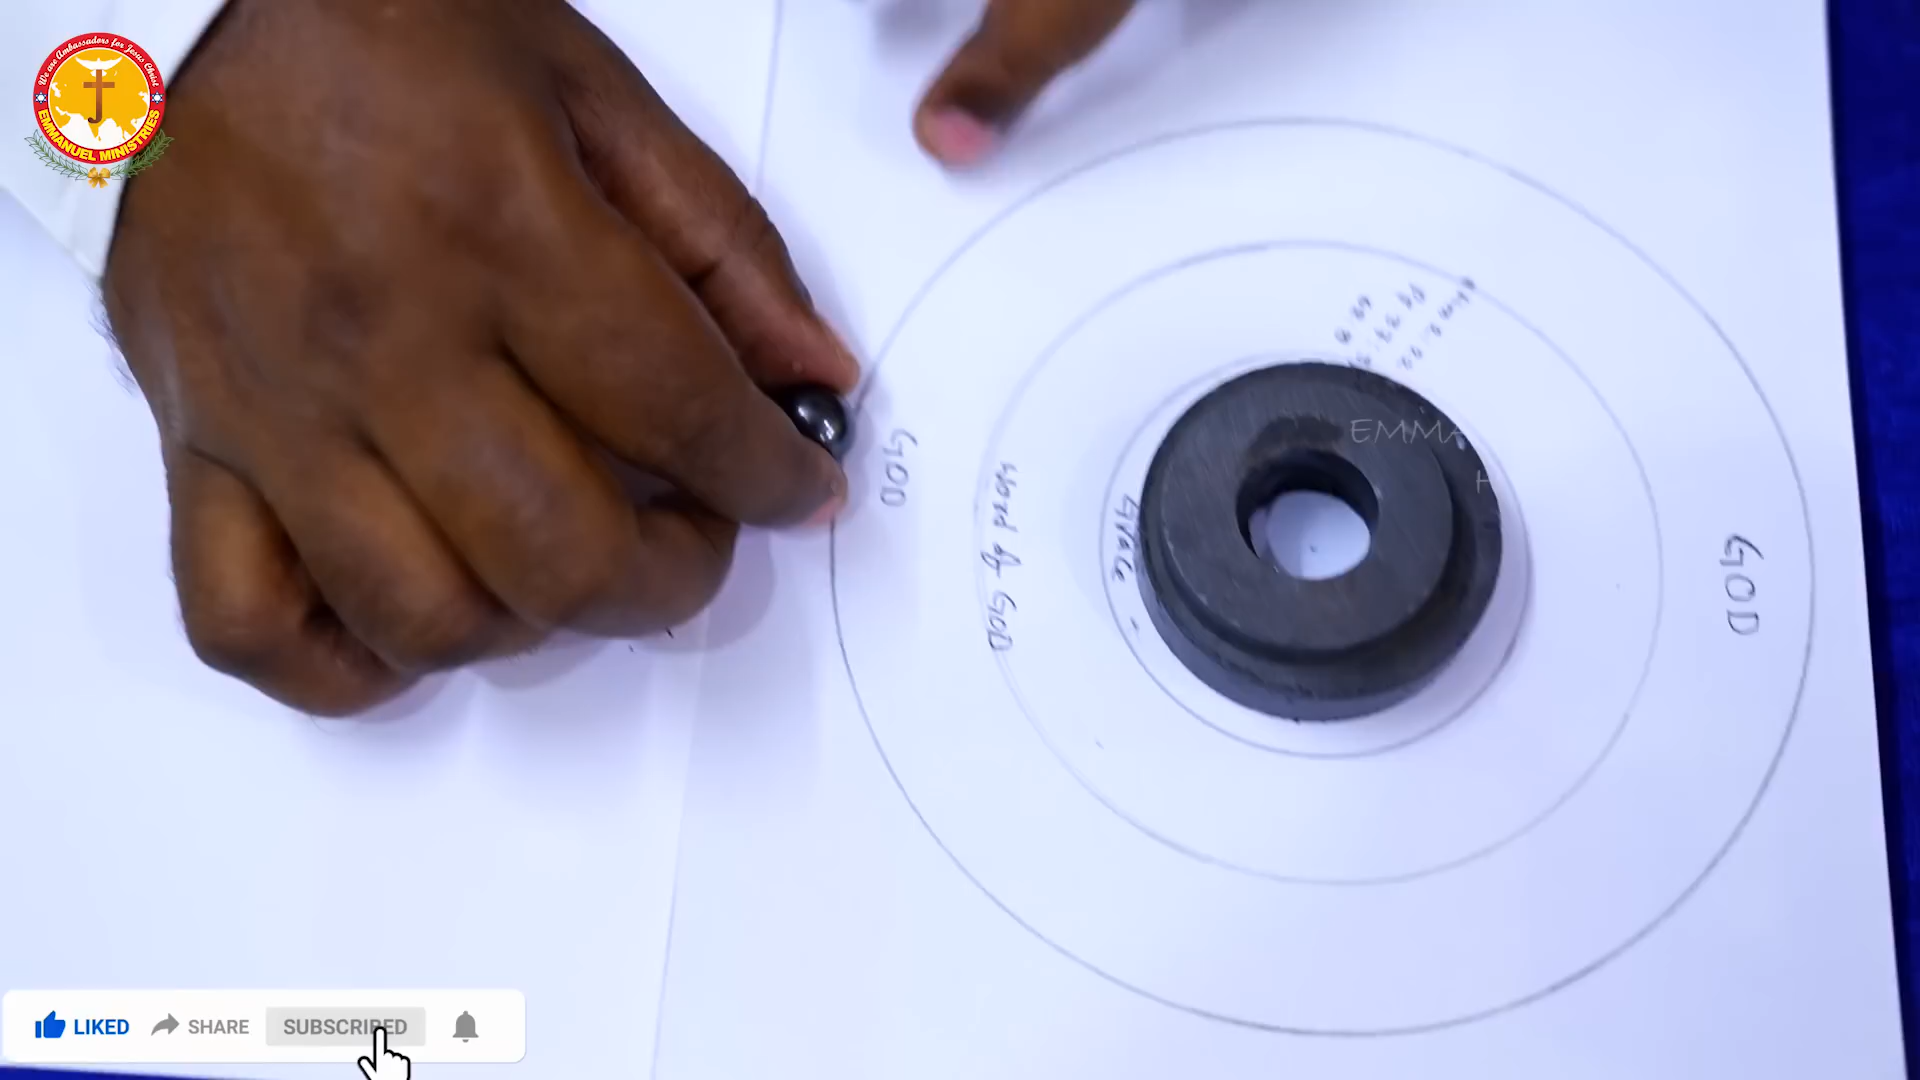 We are Ambassadors for Jesus Christ
EMMANUEL MINISTRIES
GOD
Word of GOD
Grace
GOD
EMMA
H
LIKED
SHARE
SUBSCRIBED